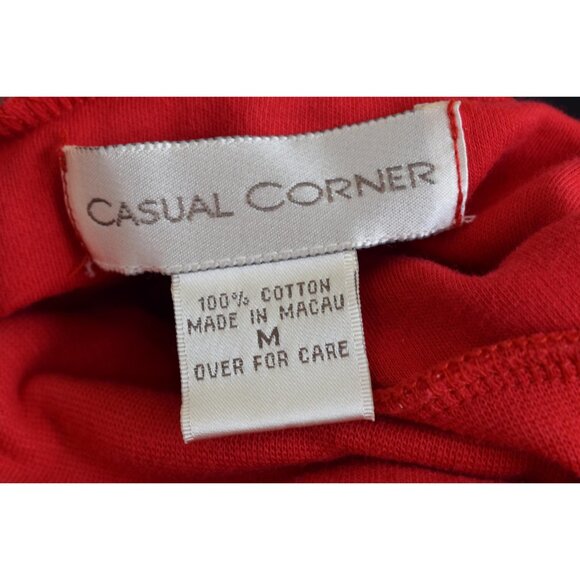 CASUAL CORNER
100% COTTON
MADE IN MACAU
M
OVER FOR CARE